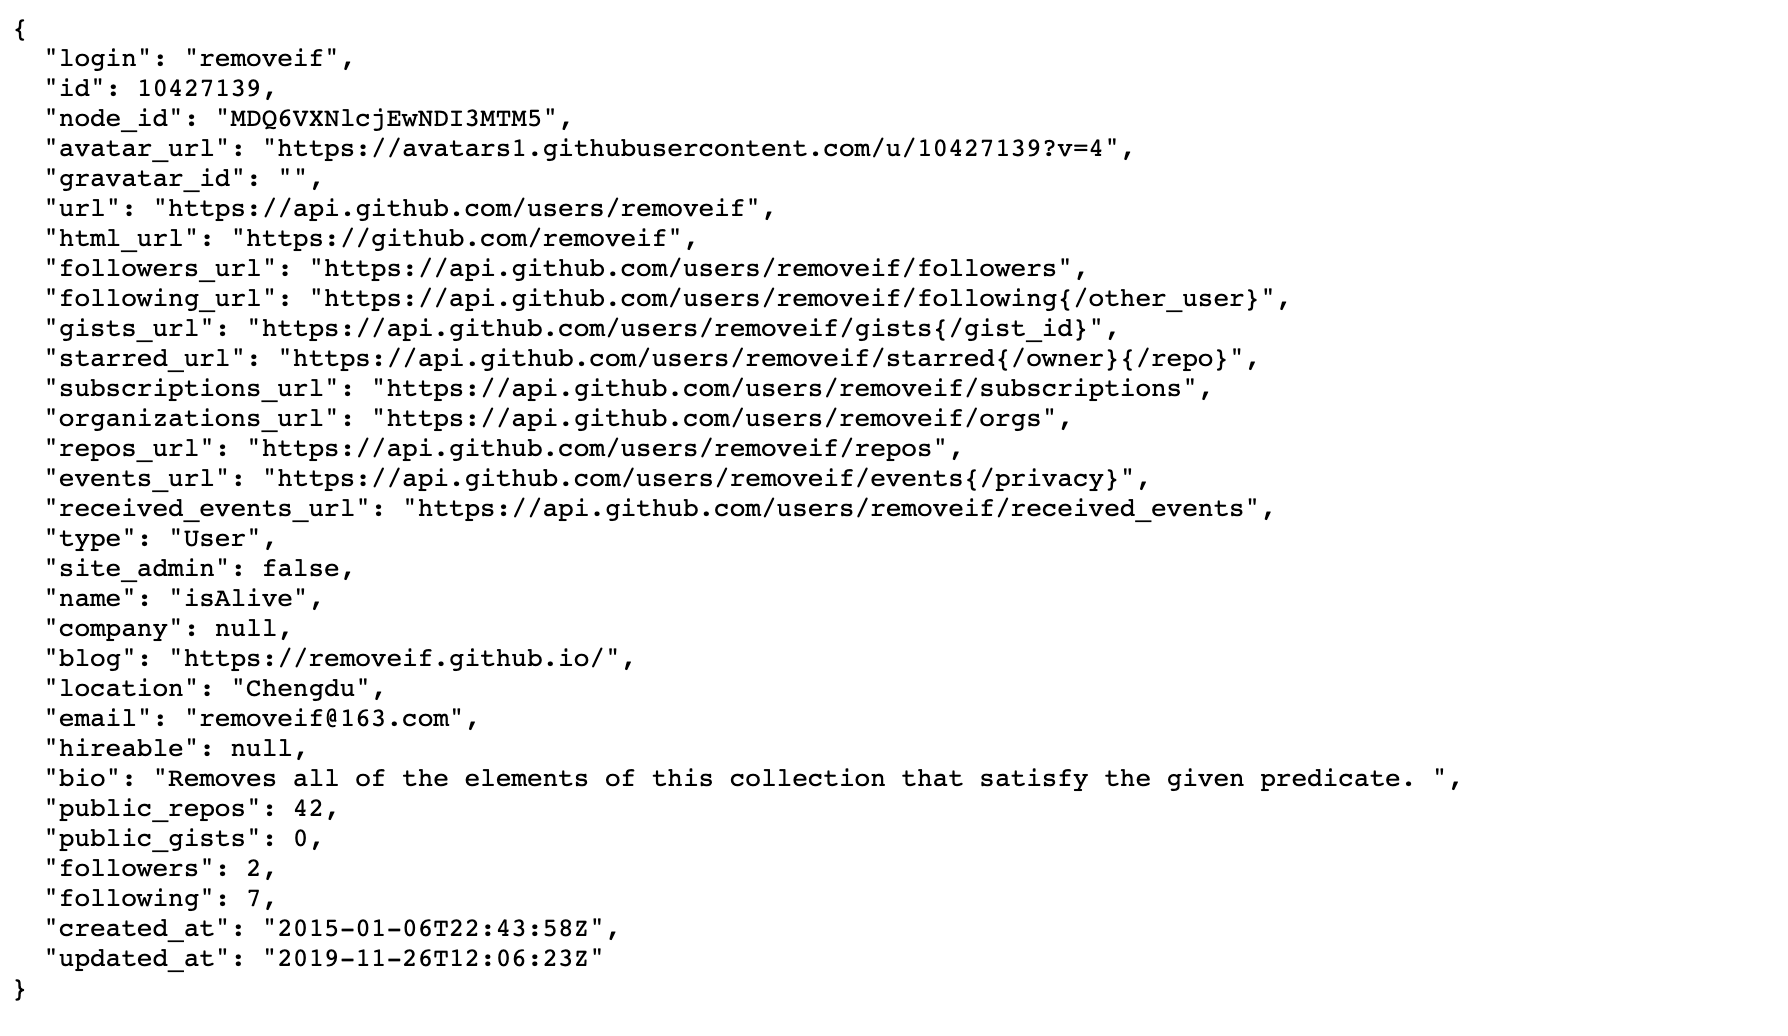 {
"login": "removeif",
"id": 10427139,
"node_id": "MDQ6VXNlcjEwNDI3MTM5",
"avatar_url": "https://avatars1.githubusercontent.com/u/10427139?v=4",
"gravatar_id": "",
"url": "https://api.github.com/users/removeif",
"html_url": "https://github.com/removeif",
"followers_url": "https://api.github.com/users/removeif/followers",
"following_url": "https://api.github.com/users/removeif/following{/other_user}",
"gists_url": "https://api.github.com/users/removeif/gists{/gist_id}",
"starred_url": "https://api.github.com/users/removeif/starred{/owner}{/repo}",
"subscriptions_url": "https://api.github.com/users/removeif/subscriptions",
"organizations_url": "https://api.github.com/users/removeif/orgs",
"repos_url": "https://api.github.com/users/removeif/repos",
"events_url": "https://api.github.com/users/removeif/events{/privacy}",
"received_events_url": "https://api.github.com/users/removeif/received_events",
"type": "User",
"site_admin": false,
"name": "isAlive",
"company": null,
"blog": "https://removeif.github.io/",
"location": "Chengdu",
"email": "removeif@163.com",
"hireable": null,
"bio": "Removes all of the elements of this collection that satisfy the given predicate. ",
"public_repos": 42,
"public_gists": 0,
"followers": 2,
"following": 7,
"created_at": "2015-01-06T22:43:58Z",
"updated_at": "2019-11-26T12:06:23Z"
}